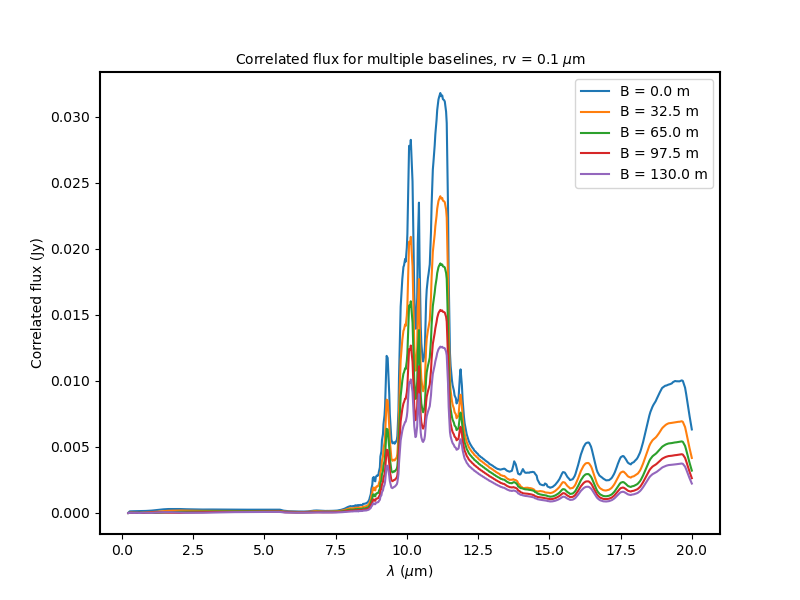 Correlated flux for multiple baselines, rv = 0.1 μm
B = 0.0 m
B = 32.5 m
B = 65.0 m
B = 97.5 m
B = 130.0 m
Correlated flux (Jy)
0.030
0.025
0.020
0.015
0.010
0.005
0.000
0.0 2.5 5.0 7.5 10.0 12.5 15.0 17.5 20.0
λ (μm)